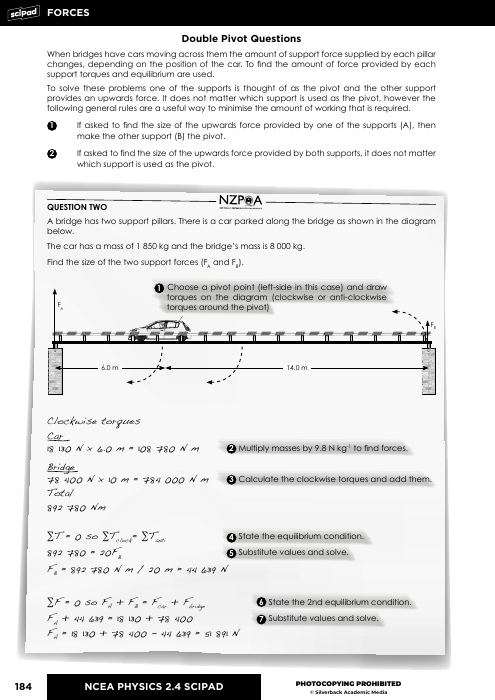 scipad FORCES
Double Pivot Questions
When bridges have cars moving across them the amount of support force supplied by each pillar
changes, depending on the position of the car. To find the amount of force provided by each
support torques and equilibrium are used.
To solve these problems one of the supports is thought of as the pivot and the other support
provides an upwards force. It does not matter which support is used as the pivot, however the
following general rules are a useful way to minimise the amount of working that is required.
1 If asked to find the size of the upwards force provided by one of the supports (A), then
make the other support (B) the pivot.
2 If asked to find the size of the upwards force provided by both supports, it does not matter
which support is used as the pivot.
NZPQA
QUESTION TWO
A bridge has two support pillars. There is a car parked along the bridge as shown in the diagram
below.
The car has a mass of 1 850 kg and the bridge's mass is 8 000 kg.
Find the size of the two support forces (FA and FB).
1 Choose a pivot point (left-side in this case) and draw
torques on the diagram (clockwise or anti-clockwise
torques around the pivot)
FA
FB
6.0 m 14.0 m
Clockwise torques
Car
18 130 N x 6.0 m = 108 780 N m 2 Multiply masses by 9.8 N kg⁻¹ to find forces.
Bridge
78 400 N x 10 m = 784 000 N m 3 Calculate the clockwise torques and add them.
Total
892 780 Nm
ΣT = 0 so ΣTclock = ΣTanti 4 State the equilibrium condition.
892 780 = 20FB 5 Substitute values and solve.
FB = 892 780 N m / 20 m = 44 639 N
ΣF = 0 so FA + FB = Fcar + Fbridge 6 State the 2nd equilibrium condition.
FA + 44 639 = 18 130 + 78 400 7 Substitute values and solve.
FA = 18 130 + 78 400 - 44 639 = 51 891 N
184 NCEA PHYSICS 2.4 SCIPAD PHOTOCOPYING PROHIBITED
© Silverback Academic Media